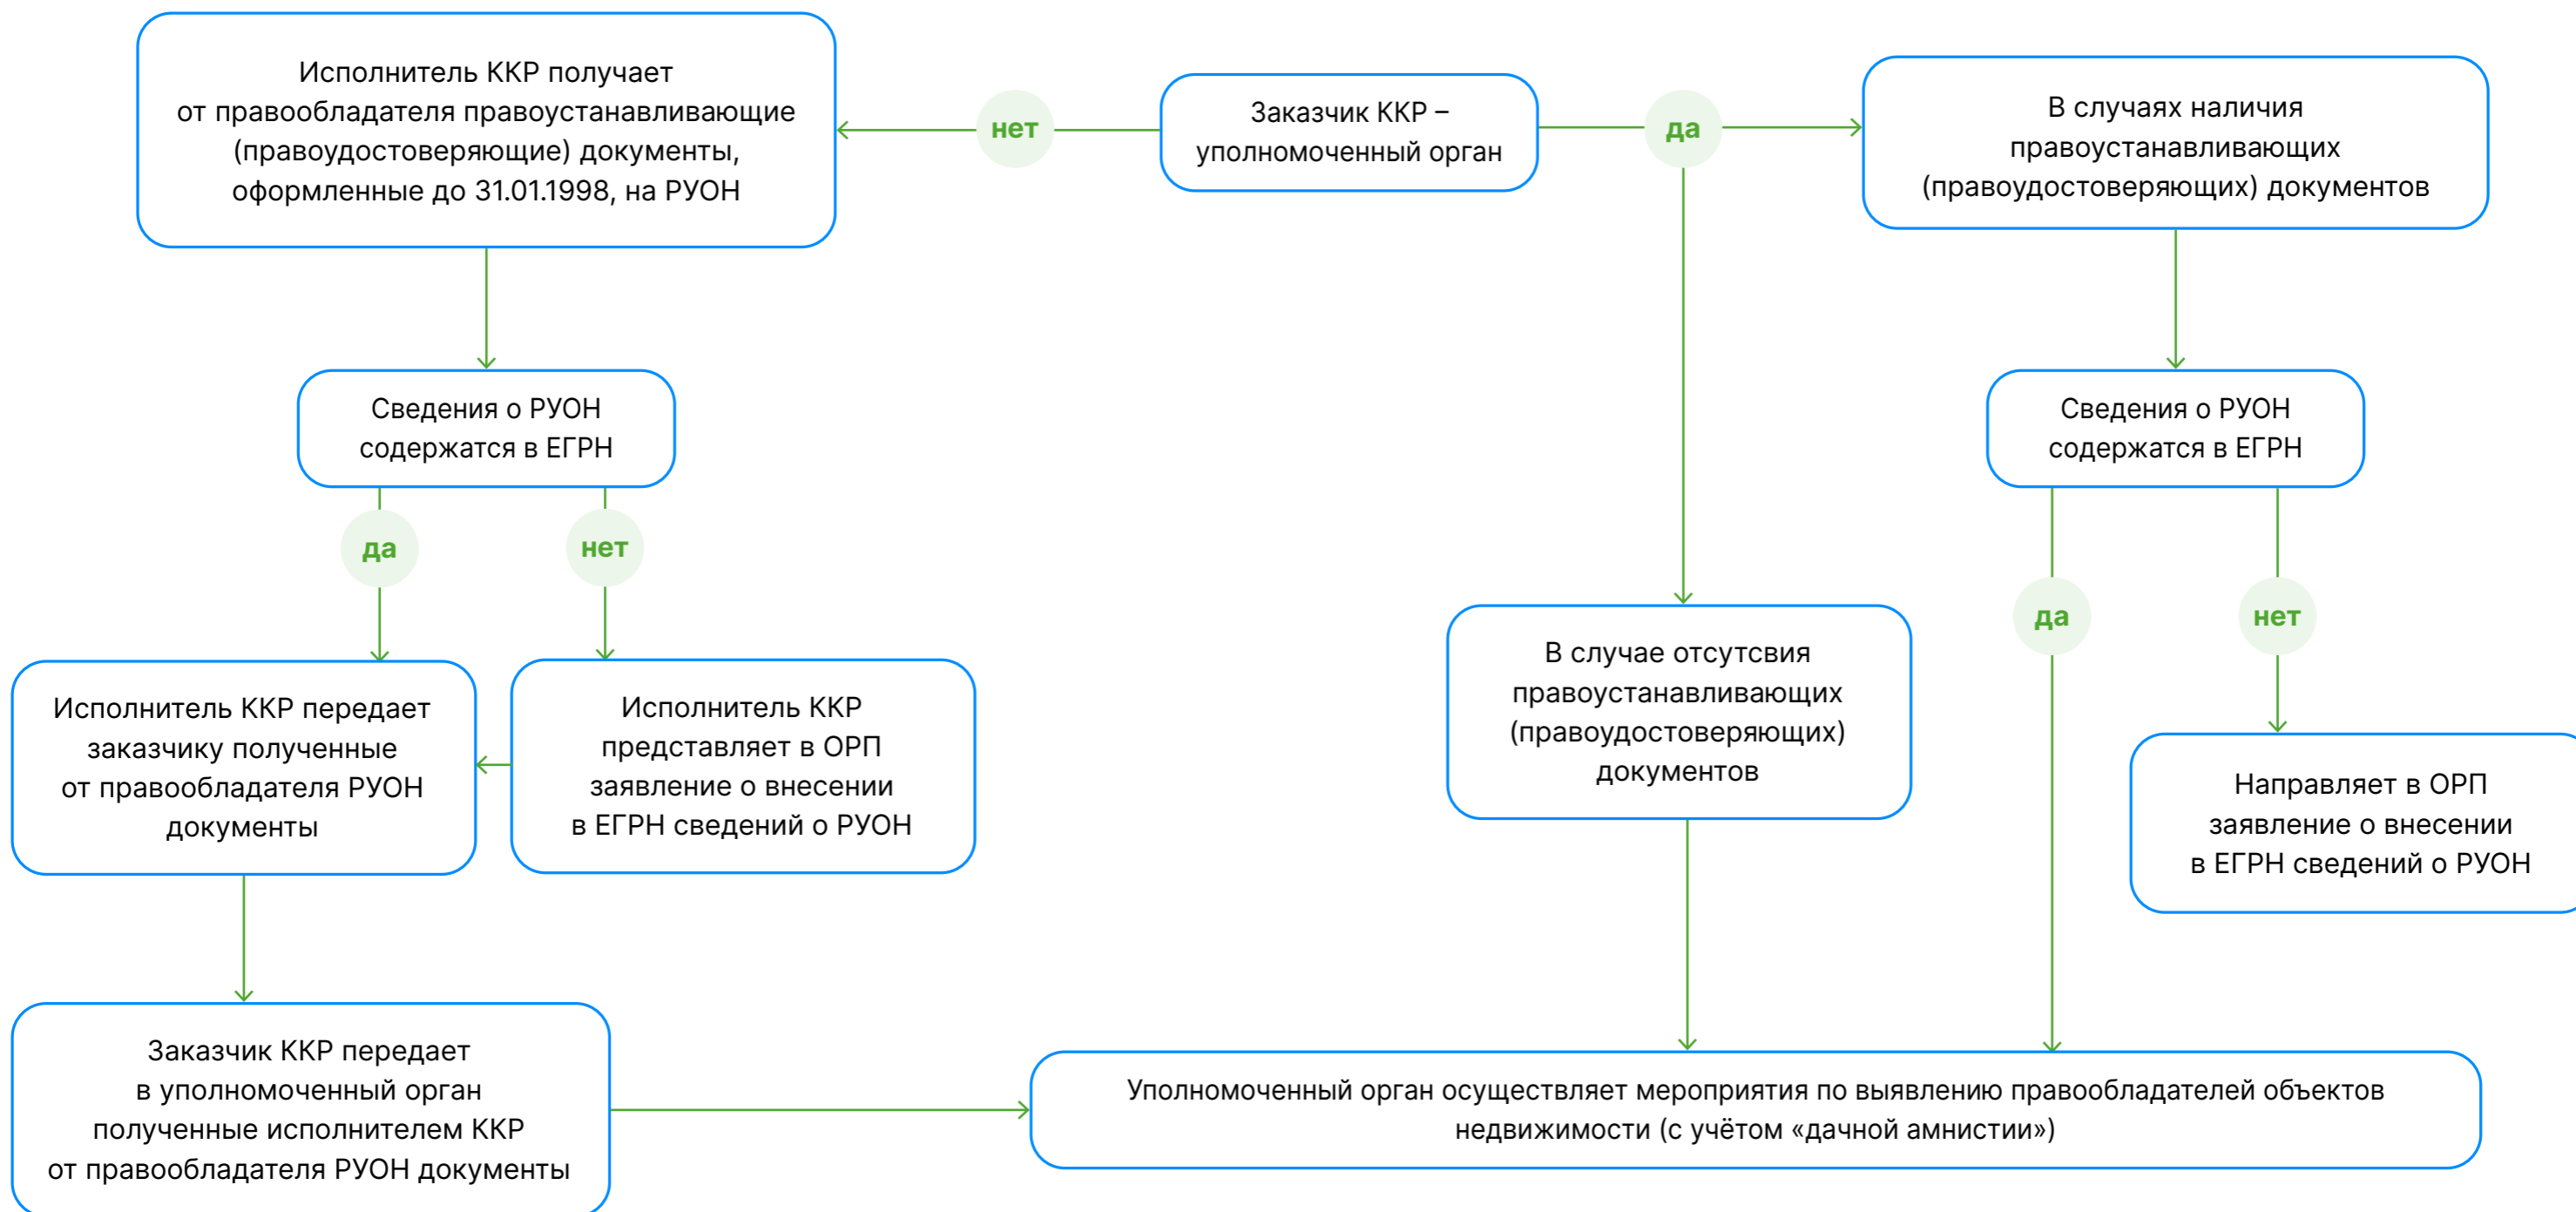 Исполнитель ККР получает
от правообладателя правоустанавливающие
(правоудостоверяющие) документы,
оформленные до 31.01.1998, на РУОН
нет
Заказчик ККР –
уполномоченный орган
да
В случаях наличия
правоустанавливающих
(правоудостоверяющих) документов
Сведения о РУОН
содержатся в ЕГРН
да
нет
Исполнитель ККР передает
заказчику полученные
от правообладателя РУОН
документы
Исполнитель ККР
представляет в ОРП
заявление о внесении
в ЕГРН сведений о РУОН
В случае отсутсвия
правоустанавливающих
(правоудостоверяющих)
документов
Сведения о РУОН
содержатся в ЕГРН
да
нет
Направляет в ОРП
заявление о внесении
в ЕГРН сведений о РУОН
Заказчик ККР передает
в уполномоченный орган
полученные исполнителем ККР
от правообладателя РУОН документы
Уполномоченный орган осуществляет мероприятия по выявлению правообладателей объектов
недвижимости (с учётом «дачной амнистии»)